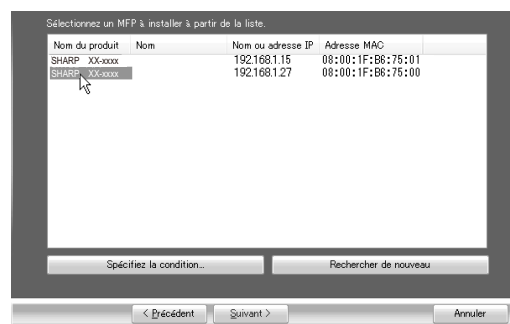 Sélectionnez un MFP à installer à partir de la liste.
Nom du produit Nom Nom ou adresse IP Adresse MAC
SHARP XX-xxxx 192.168.1.15 08:00:1F:B6:75:01
SHARP XX-xxxx 192.168.1.27 08:00:1F:B6:75:00
Spécifiez la condition... Rechercher de nouveau
< Précédent Suivant > Annuler